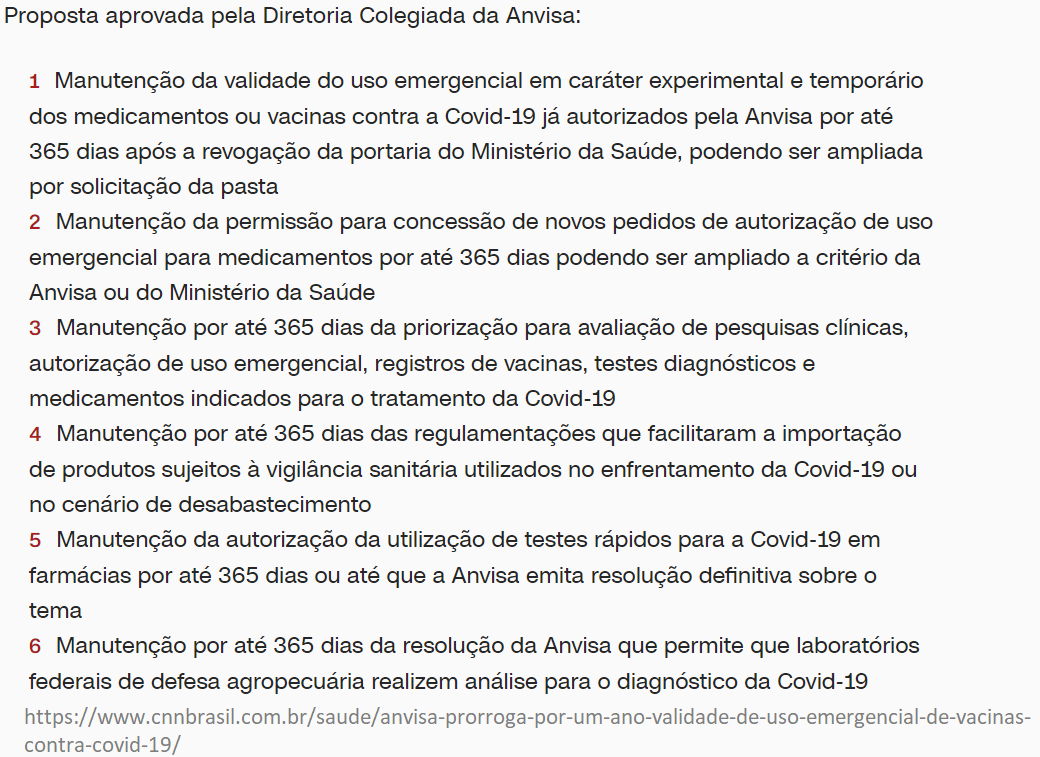 Proposta aprovada pela Diretoria Colegiada da Anvisa:
1 Manutenção da validade do uso emergencial em caráter experimental e temporário
dos medicamentos ou vacinas contra a Covid-19 já autorizados pela Anvisa por até
365 dias após a revogação da portaria do Ministério da Saúde, podendo ser ampliada
por solicitação da pasta
2 Manutenção da permissão para concessão de novos pedidos de autorização de uso
emergencial para medicamentos por até 365 dias podendo ser ampliado a critério da
Anvisa ou do Ministério da Saúde
3 Manutenção por até 365 dias da priorização para avaliação de pesquisas clínicas,
autorização de uso emergencial, registros de vacinas, testes diagnósticos e
medicamentos indicados para o tratamento da Covid-19
4 Manutenção por até 365 dias das regulamentações que facilitaram a importação
de produtos sujeitos à vigilância sanitária utilizados no enfrentamento da Covid-19 ou
no cenário de desabastecimento
5 Manutenção da autorização da utilização de testes rápidos para a Covid-19 em
farmácias por até 365 dias ou até que a Anvisa emita resolução definitiva sobre o
tema
6 Manutenção por até 365 dias da resolução da Anvisa que permite que laboratórios
federais de defesa agropecuária realizem análise para o diagnóstico da Covid-19
https://www.cnnbrasil.com.br/saude/anvisa-prorroga-por-um-ano-validade-de-uso-emergencial-de-vacinas-
contra-covid-19/